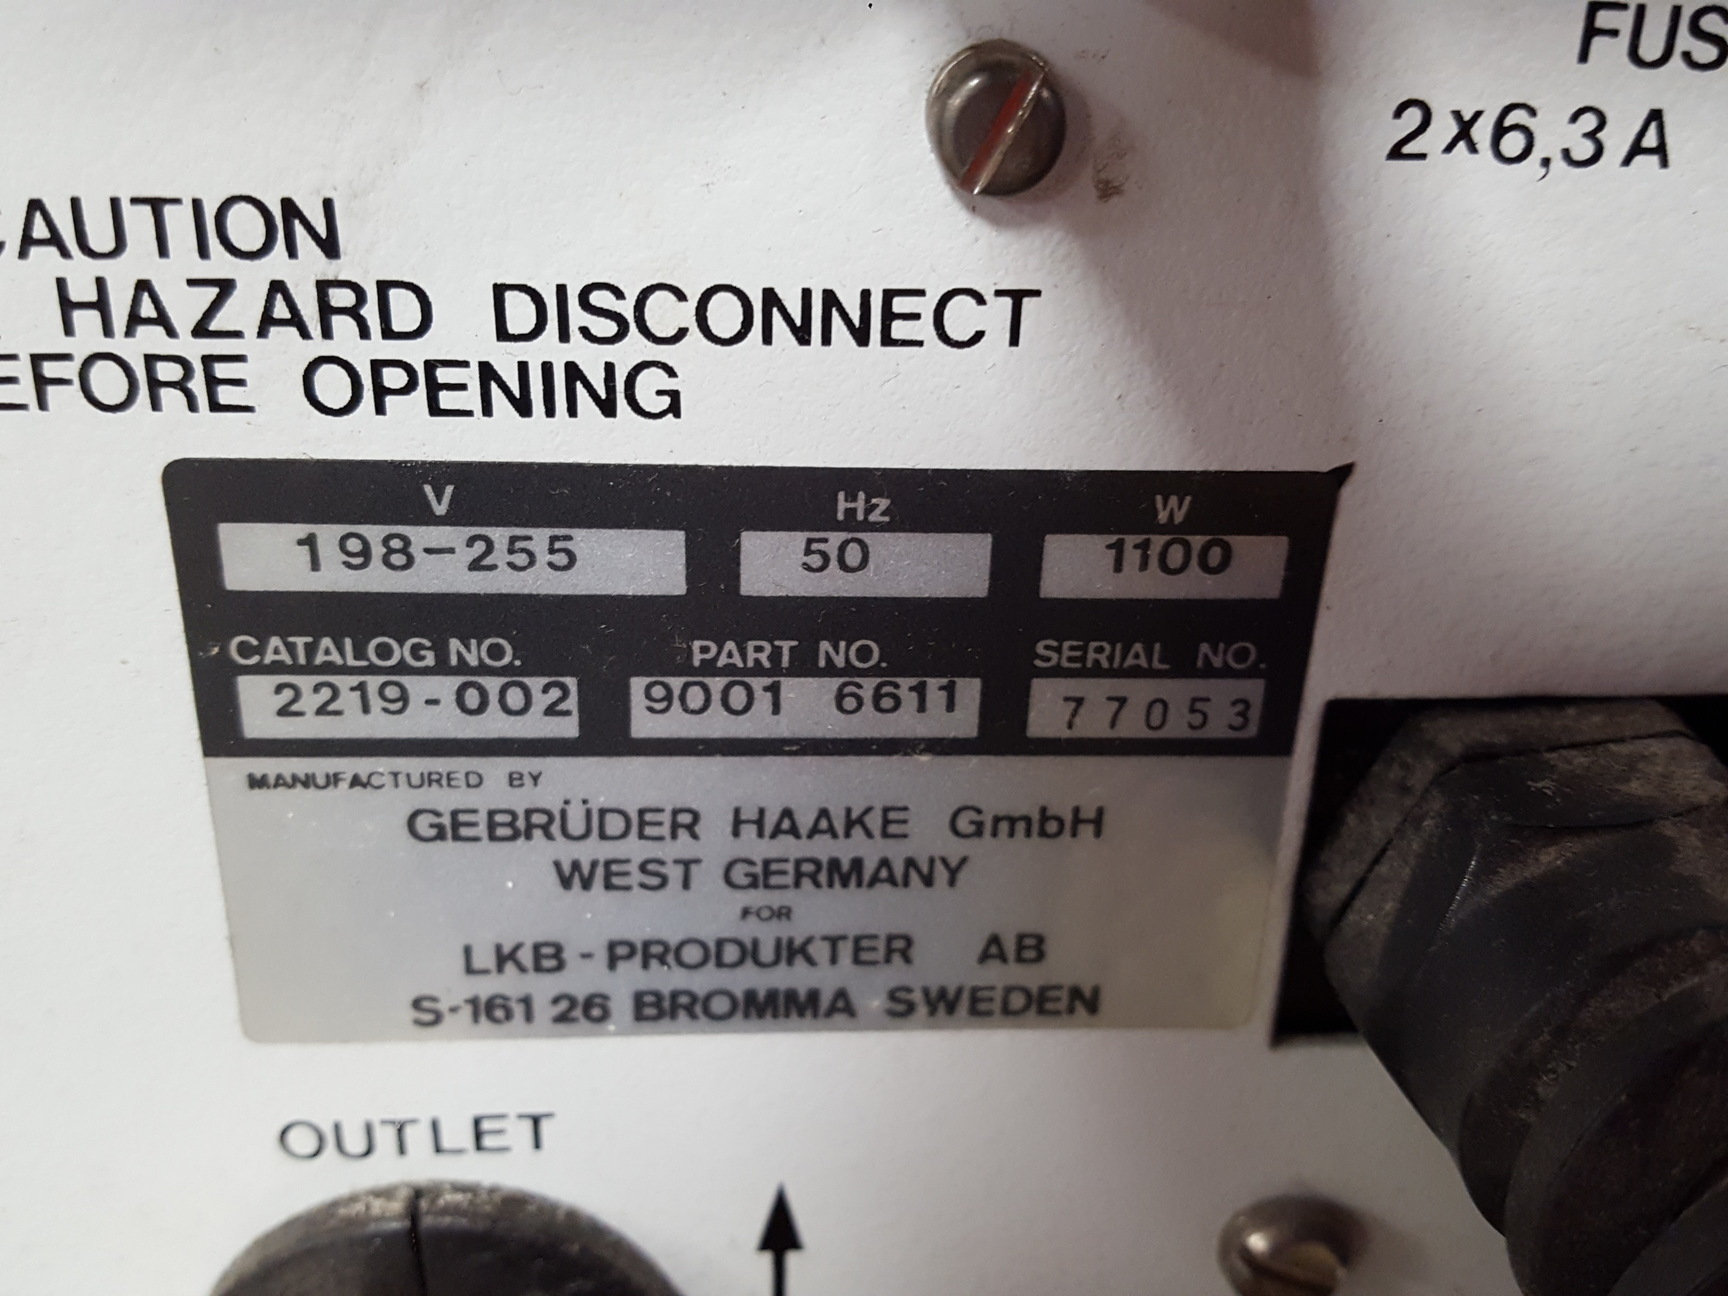 FUS
2x6,3 A
CAUTION
HAZARD DISCONNECT
BEFORE OPENING
V Hz W
198-255 50 1100
CATALOG NO. PART NO. SERIAL NO.
2219-002 9001 6611 77053
MANUFACTURED BY
GEBRÜDER HAAKE GmbH
WEST GERMANY
FOR
LKB-PRODUKTER AB
S-161 26 BROMMA SWEDEN
OUTLET